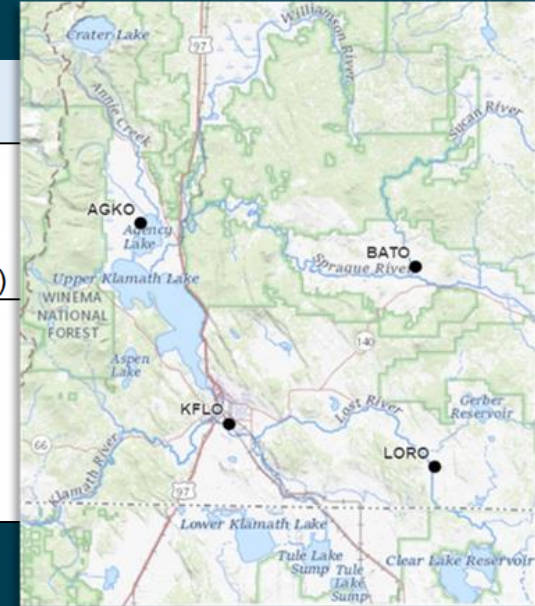 Crater Lake
97
Williamson River
Annie Creek
Sycan River
AGKO
Agency
Lake
BATO
Sprague River
)
Upper Klamath Lake
WINEMA
NATIONAL
FOREST
140
Aspen
Lake
KFLO
Lost River
Gerber
Reservoir
LORO
66
Klamath River
97
Lower Klamath Lake
Tule Lake
Sump
Tule
Lake
Sump
Clear Lake Reservoir